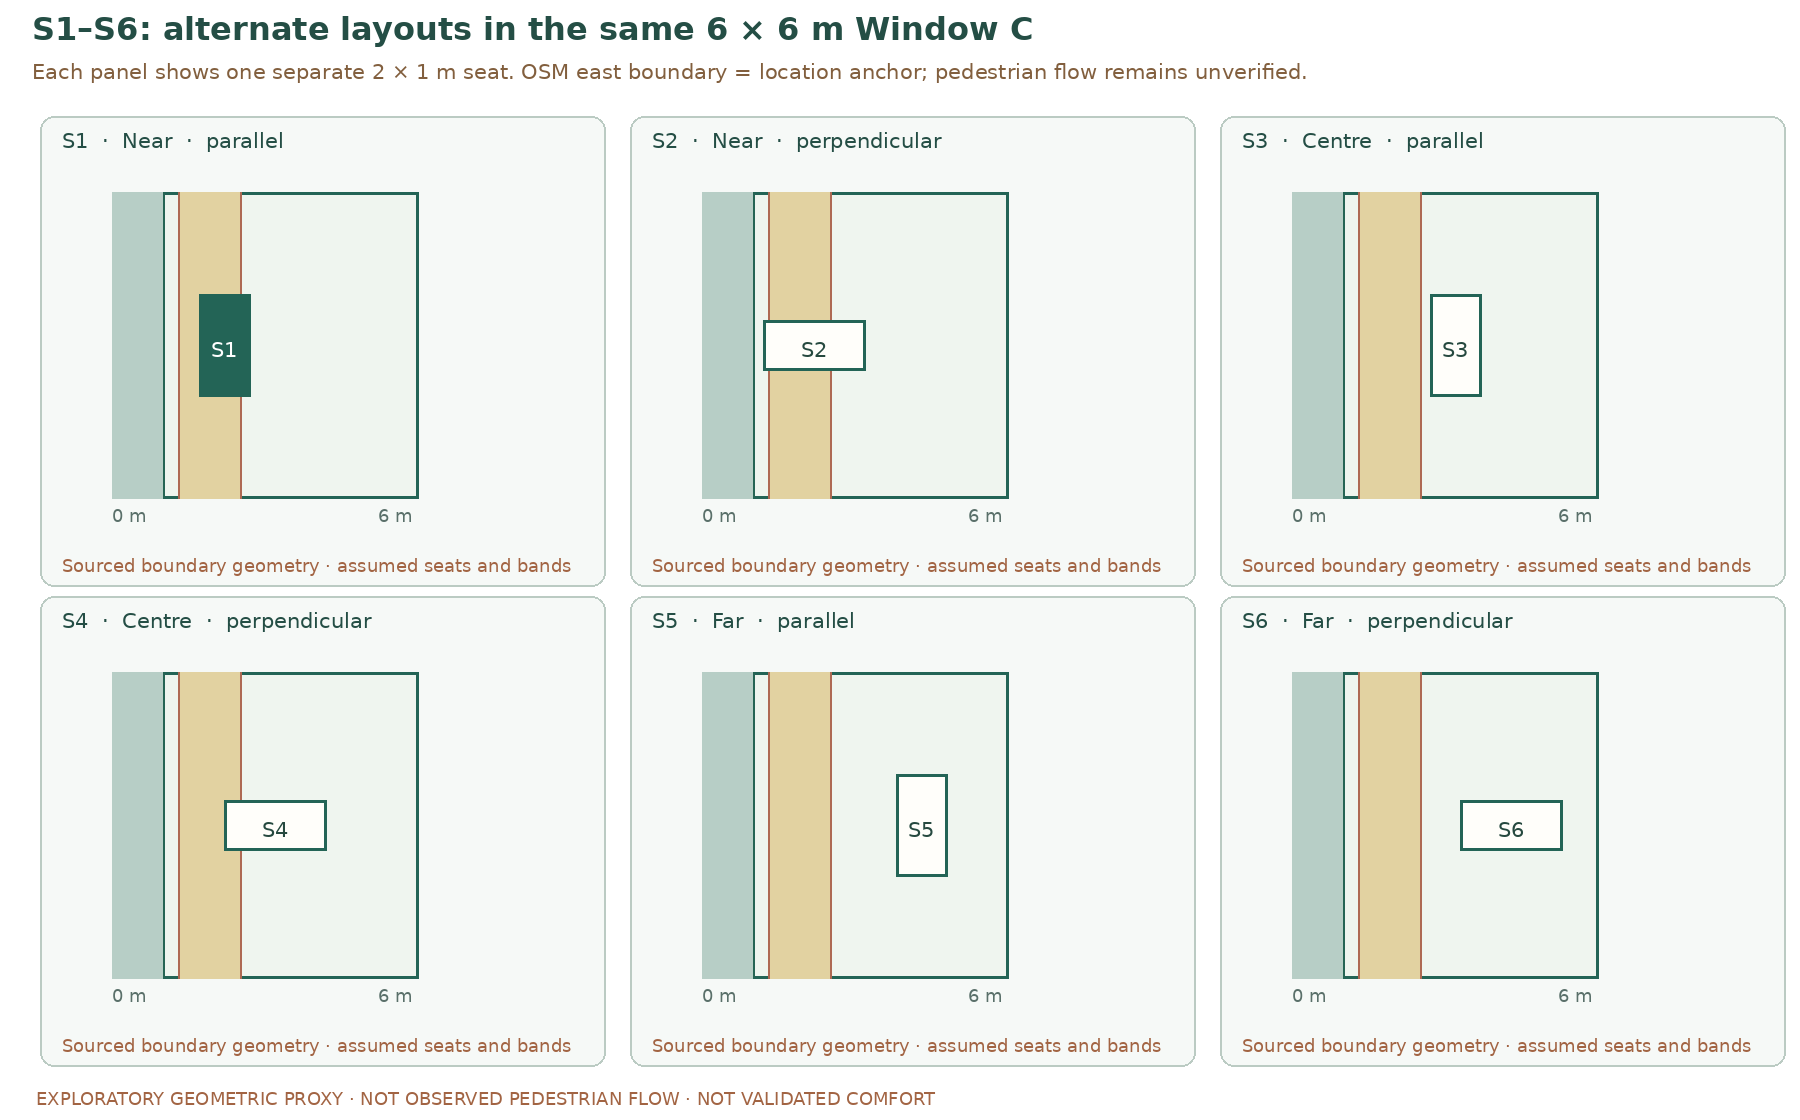 S1–S6: alternate layouts in the same 6 × 6 m Window C
Each panel shows one separate 2 × 1 m seat. OSM east boundary = location anchor; pedestrian flow remains unverified.
S1 · Near · parallel
S1
0 m 6 m
Sourced boundary geometry · assumed seats and bands
S2 · Near · perpendicular
S2
0 m 6 m
Sourced boundary geometry · assumed seats and bands
S3 · Centre · parallel
S3
0 m 6 m
Sourced boundary geometry · assumed seats and bands
S4 · Centre · perpendicular
S4
0 m 6 m
Sourced boundary geometry · assumed seats and bands
S5 · Far · parallel
S5
0 m 6 m
Sourced boundary geometry · assumed seats and bands
S6 · Far · perpendicular
S6
0 m 6 m
Sourced boundary geometry · assumed seats and bands
EXPLORATORY GEOMETRIC PROXY · NOT OBSERVED PEDESTRIAN FLOW · NOT VALIDATED COMFORT